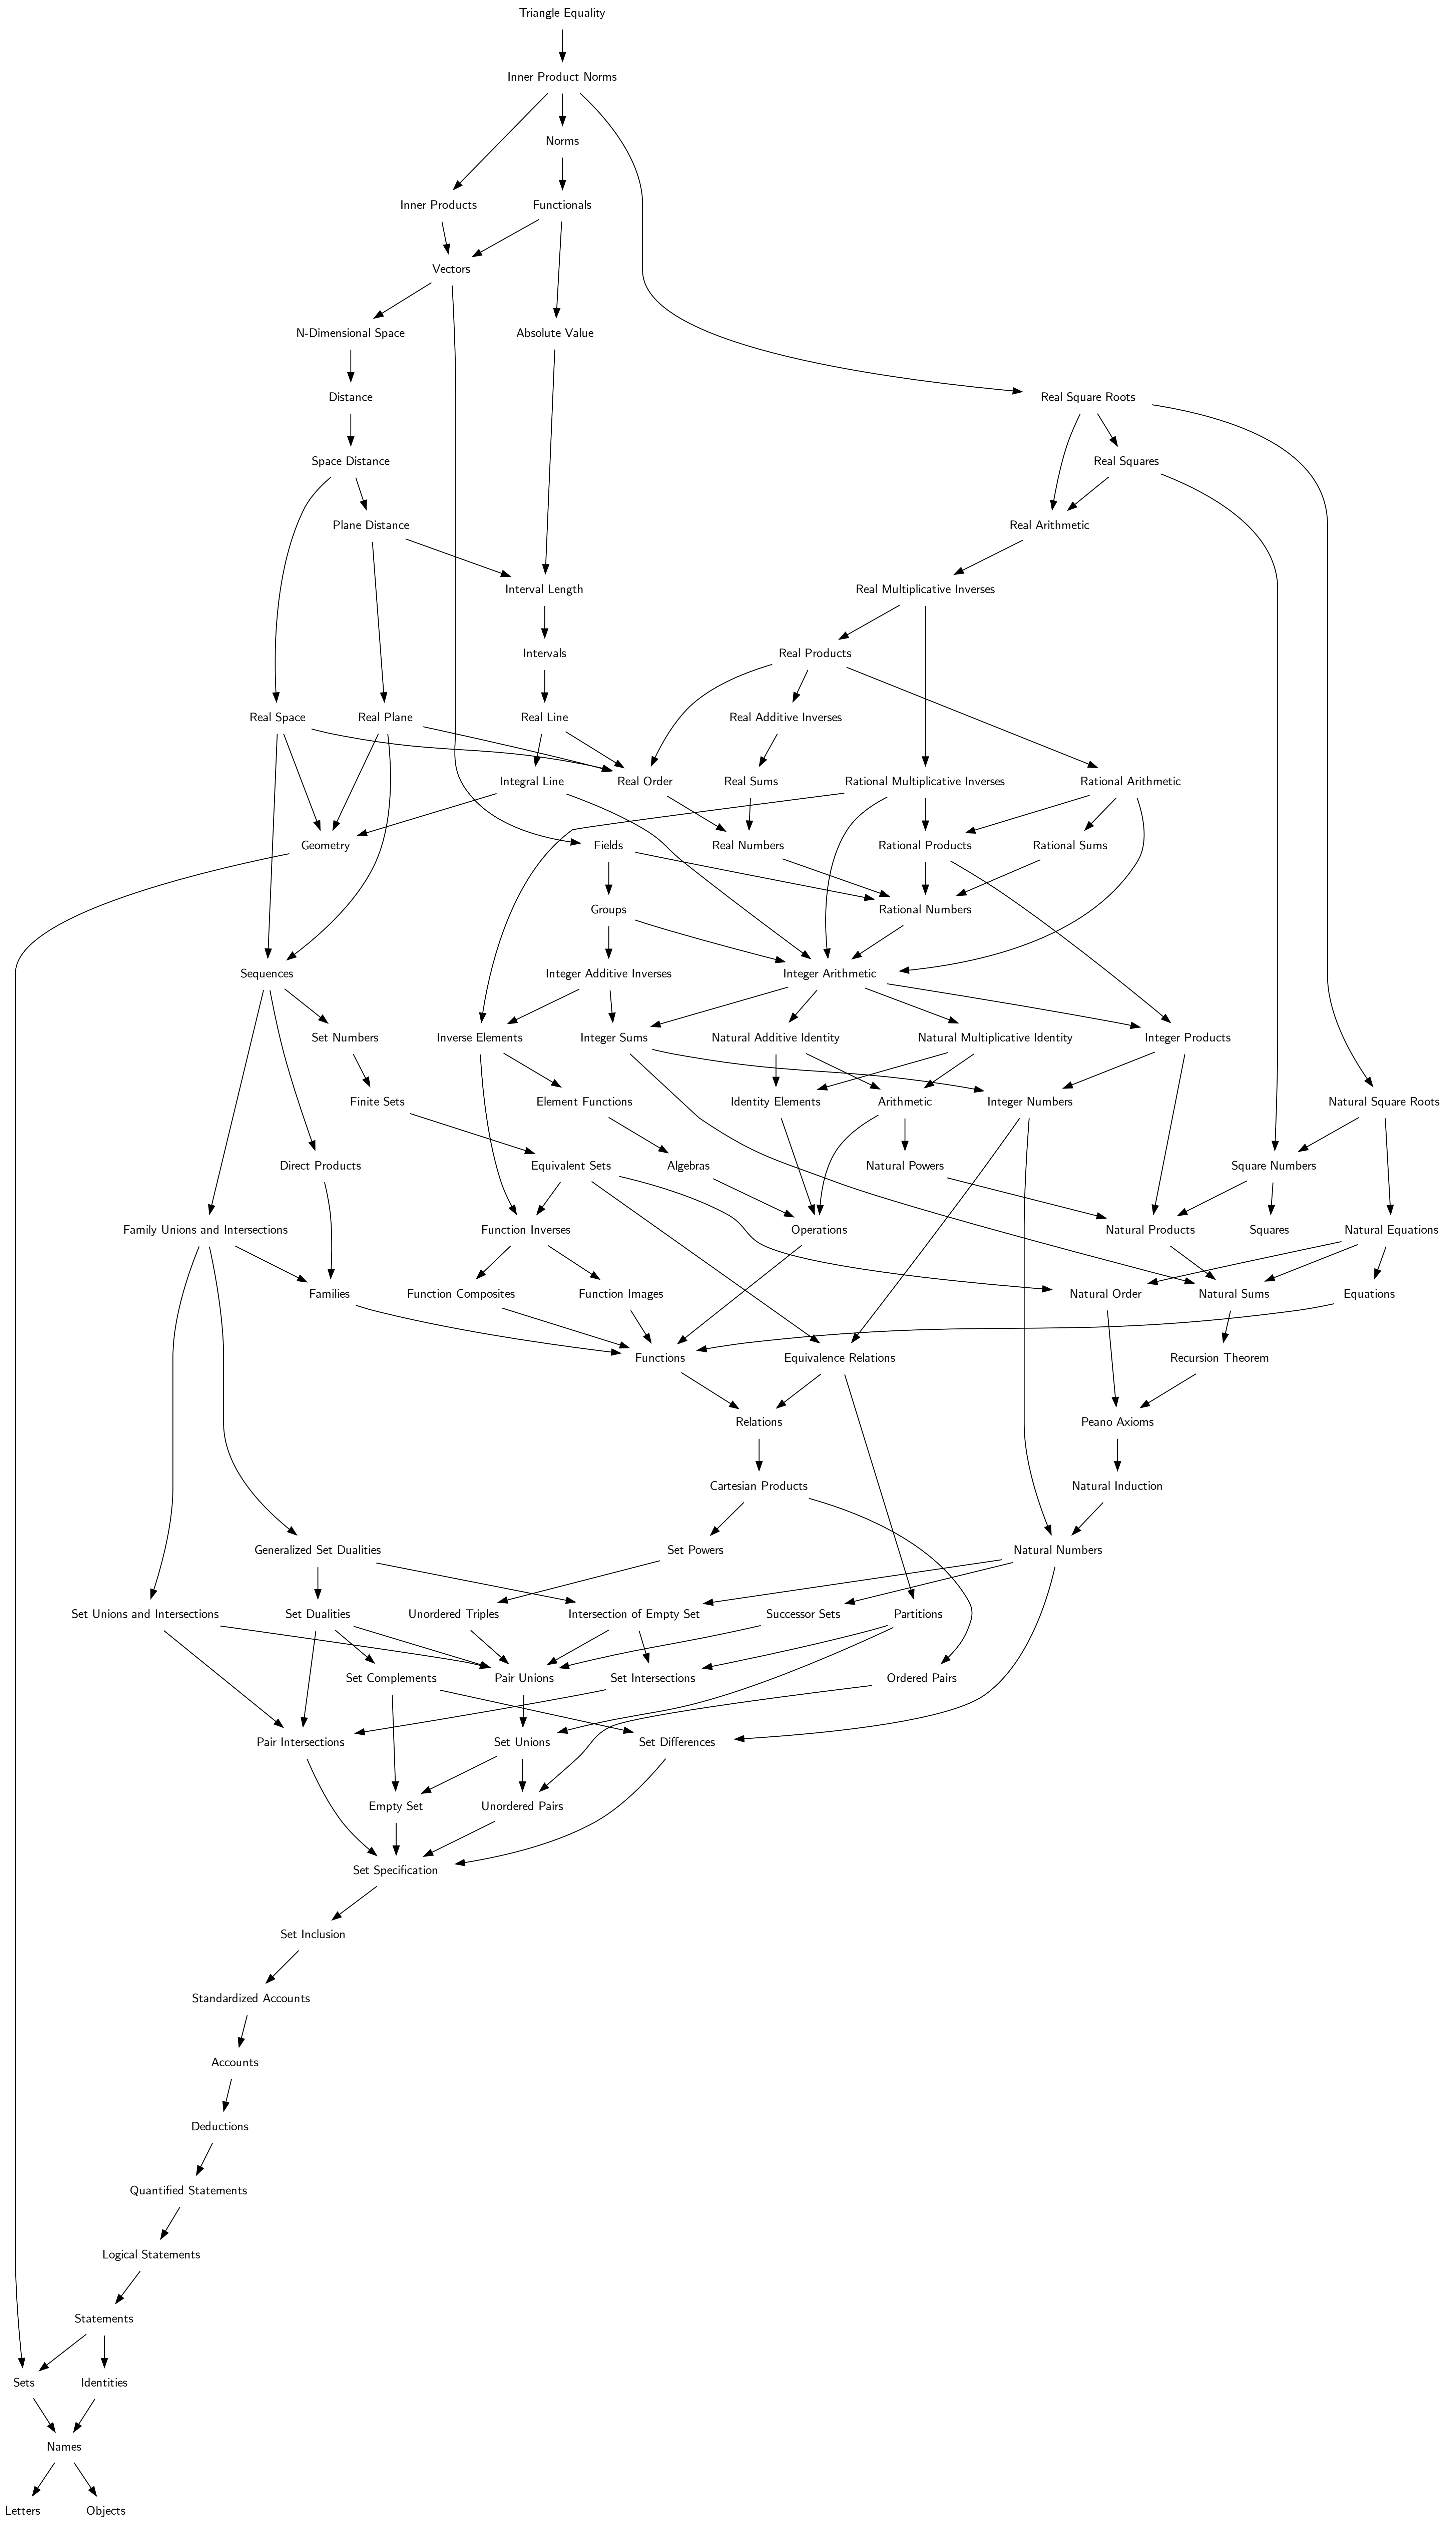 Triangle Equality
Inner Product Norms
Norms
Inner Products
Functionals
Vectors
N-Dimensional Space
Absolute Value
Distance
Real Square Roots
Space Distance
Real Squares
Plane Distance
Real Arithmetic
Interval Length
Real Multiplicative Inverses
Intervals
Real Products
Real Space
Real Plane
Real Line
Real Additive Inverses
Integral Line
Real Order
Real Sums
Rational Multiplicative Inverses
Rational Arithmetic
Geometry
Fields
Real Numbers
Rational Products
Rational Sums
Groups
Rational Numbers
Sequences
Integer Additive Inverses
Integer Arithmetic
Set Numbers
Inverse Elements
Integer Sums
Natural Additive Identity
Natural Multiplicative Identity
Integer Products
Finite Sets
Element Functions
Identity Elements
Arithmetic
Integer Numbers
Natural Square Roots
Direct Products
Equivalent Sets
Algebras
Natural Powers
Square Numbers
Family Unions and Intersections
Function Inverses
Operations
Natural Products
Squares
Natural Equations
Families
Function Composites
Function Images
Natural Order
Natural Sums
Equations
Functions
Equivalence Relations
Recursion Theorem
Relations
Peano Axioms
Cartesian Products
Natural Induction
Generalized Set Dualities
Set Powers
Natural Numbers
Set Unions and Intersections
Set Dualities
Unordered Triples
Intersection of Empty Set
Successor Sets
Partitions
Set Complements
Pair Unions
Set Intersections
Ordered Pairs
Pair Intersections
Set Unions
Set Differences
Empty Set
Unordered Pairs
Set Specification
Set Inclusion
Standardized Accounts
Accounts
Deductions
Quantified Statements
Logical Statements
Statements
Sets
Identities
Names
Letters
Objects